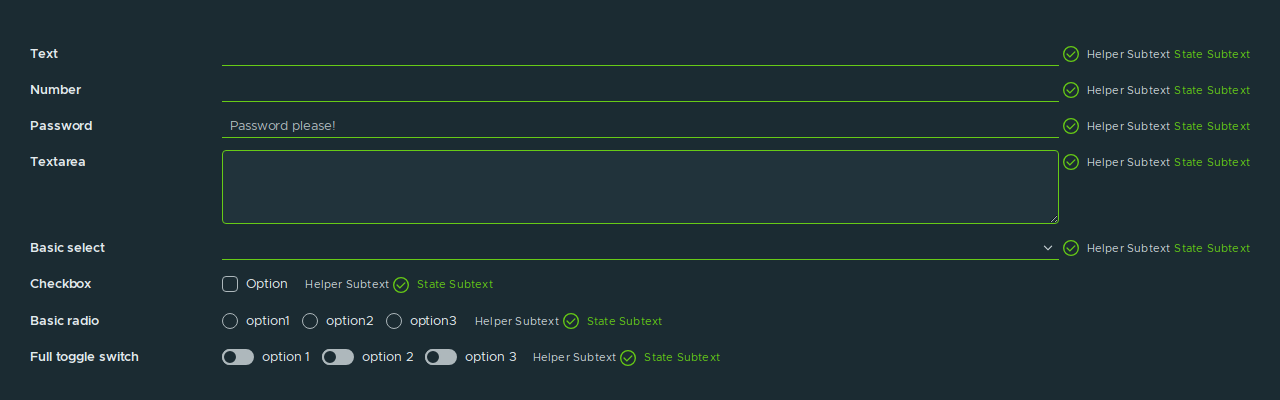 Text Helper Subtext State Subtext
Number Helper Subtext State Subtext
Password Password please! Helper Subtext State Subtext
Textarea Helper Subtext State Subtext
Basic select Helper Subtext State Subtext
Checkbox Option Helper Subtext State Subtext
Basic radio option1 option2 option3 Helper Subtext State Subtext
Full toggle switch option 1 option 2 option 3 Helper Subtext State Subtext